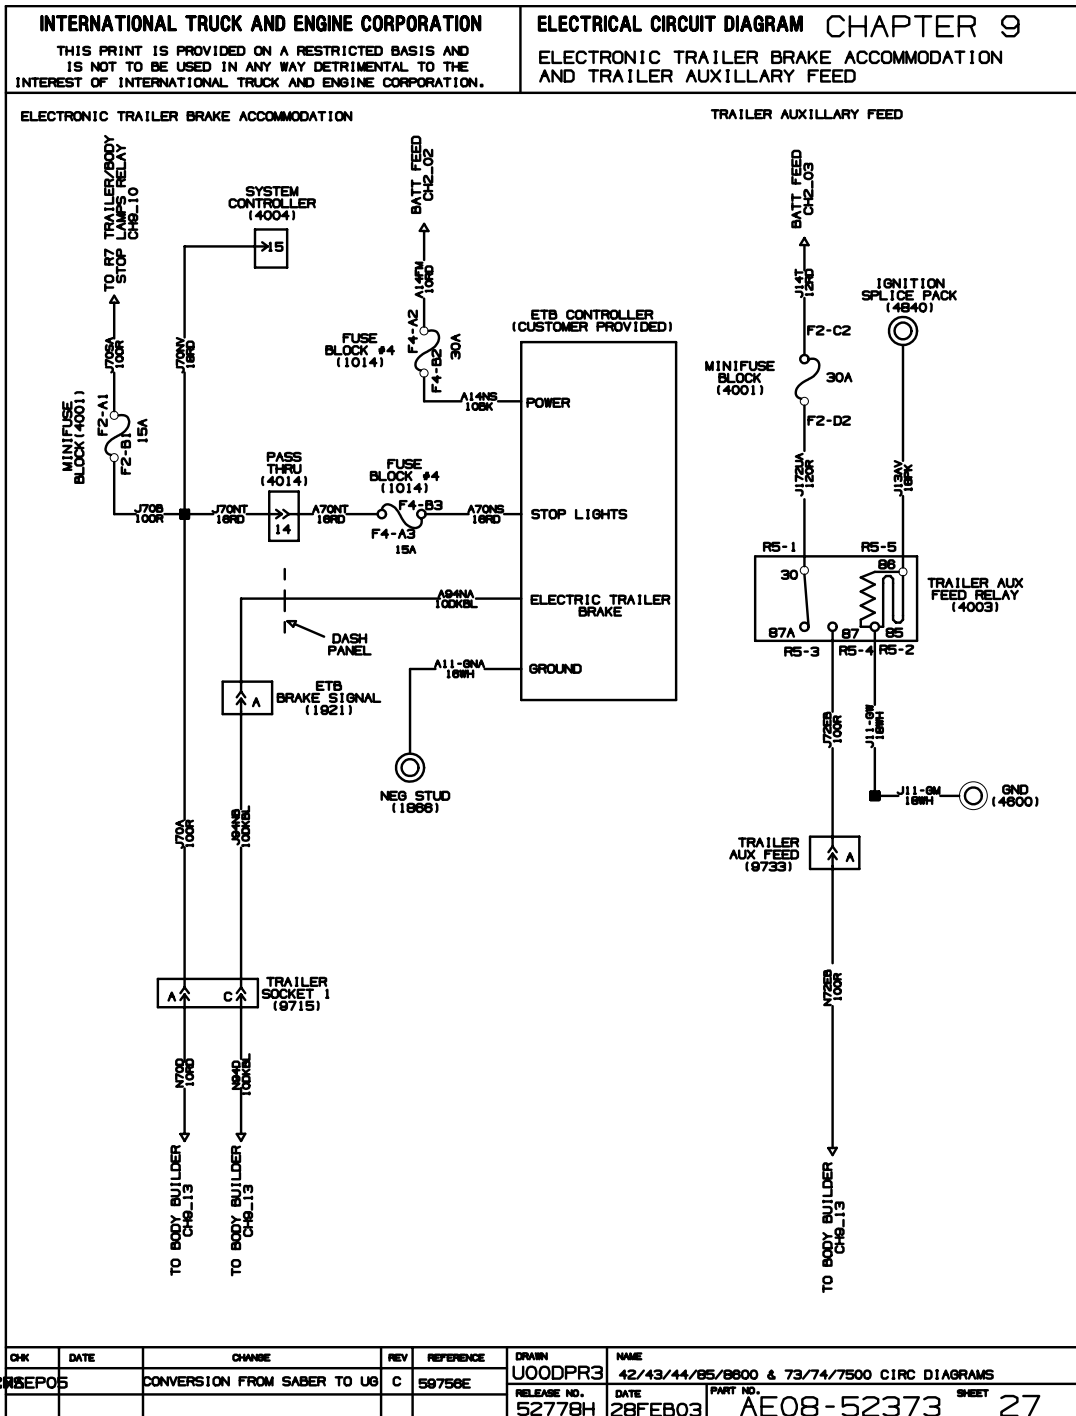 INTERNATIONAL TRUCK AND ENGINE CORPORATION
THIS PRINT IS PROVIDED ON A RESTRICTED BASIS AND
IS NOT TO BE USED IN ANY WAY DETRIMENTAL TO THE
INTEREST OF INTERNATIONAL TRUCK AND ENGINE CORPORATION.
ELECTRICAL CIRCUIT DIAGRAM CHAPTER 9
ELECTRONIC TRAILER BRAKE ACCOMMODATION
AND TRAILER AUXILLARY FEED
ELECTRONIC TRAILER BRAKE ACCOMMODATION
TRAILER AUXILLARY FEED
TO R7 TRAILER/BODY
STOP LAMPS RELAY
CH9_10
SYSTEM
CONTROLLER
(4004)
15
BATT FEED
CH2_02
BATT FEED
CH2_03
J70SA
10OR
J70NV
18RD
A14FM
10RD
J14T
12RD
IGNITION
SPLICE PACK
(4840)
ETB CONTROLLER
(CUSTOMER PROVIDED)
FUSE
BLOCK #4
(1014)
F4-A2
F4-B2
30A
F2-C2
MINIFUSE
BLOCK
(4001)
30A
F2-D2
A14NS
10BK
POWER
MINIFUSE
BLOCK(4001)
F2-A1
F2-B1
15A
PASS
THRU
(4014)
14
FUSE
BLOCK #4
(1014)
F4-B3
F4-A3
15A
J70B
10OR
J70NT
16RD
A70NT
16RD
A70NS
16RD
STOP LIGHTS
J172UA
12OR
J13AV
18PK
R5-1
R5-5
30
86
TRAILER AUX
FEED RELAY
(4003)
87A
87
85
R5-3
R5-4
R5-2
A94NA
10DKBL
ELECTRIC TRAILER
BRAKE
DASH
PANEL
A11-GNA
16WH
GROUND
ETB
BRAKE SIGNAL
(1921)
A
NEG STUD
(1866)
J72EB
10OR
J11-GW
18WH
J11-GM
18WH
GND
(4600)
TRAILER
AUX FEED
(9733)
A
J70A
10OR
J94NB
10DKBL
TRAILER
SOCKET 1
(9715)
A
C
N72EB
10OR
N70D
10RD
N94D
10DKBL
TO BODY BUILDER
CH9_13
TO BODY BUILDER
CH9_13
TO BODY BUILDER
CH9_13
CHK DATE CHANGE REV REFERENCE
SEP05 CONVERSION FROM SABER TO UG C 59756E
DRAWN
U00DPR3
NAME
42/43/44/85/8600 & 73/74/7500 CIRC DIAGRAMS
RELEASE NO.
52778H
DATE
28FEB03
PART NO.
AE08-52373
SHEET 27